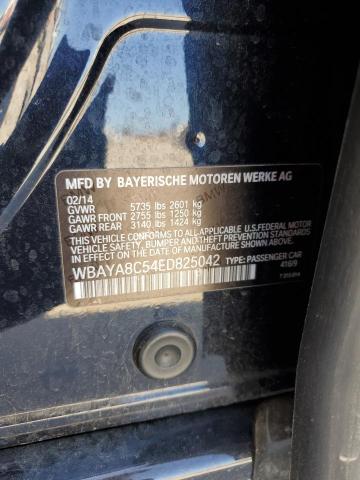 MFD BY BAYERISCHE MOTOREN WERKE AG
02/14
GVWR 5735 lbs 2601 kg
GAWR FRONT 2755 lbs 1250 kg
GAWR REAR 3140 lbs 1424 kg
THIS VEHICLE CONFORMS TO ALL APPLICABLE U.S.FEDERAL MOTOR
VEHICLE SAFETY, BUMPER AND THEFT PREVENTION STANDARDS IN
EFFECT ON THE DATE OF MANUFACTURE SHOWN ABOVE.
WBAYA8C54ED825042 TYPE: PASSENGER CAR
416/9